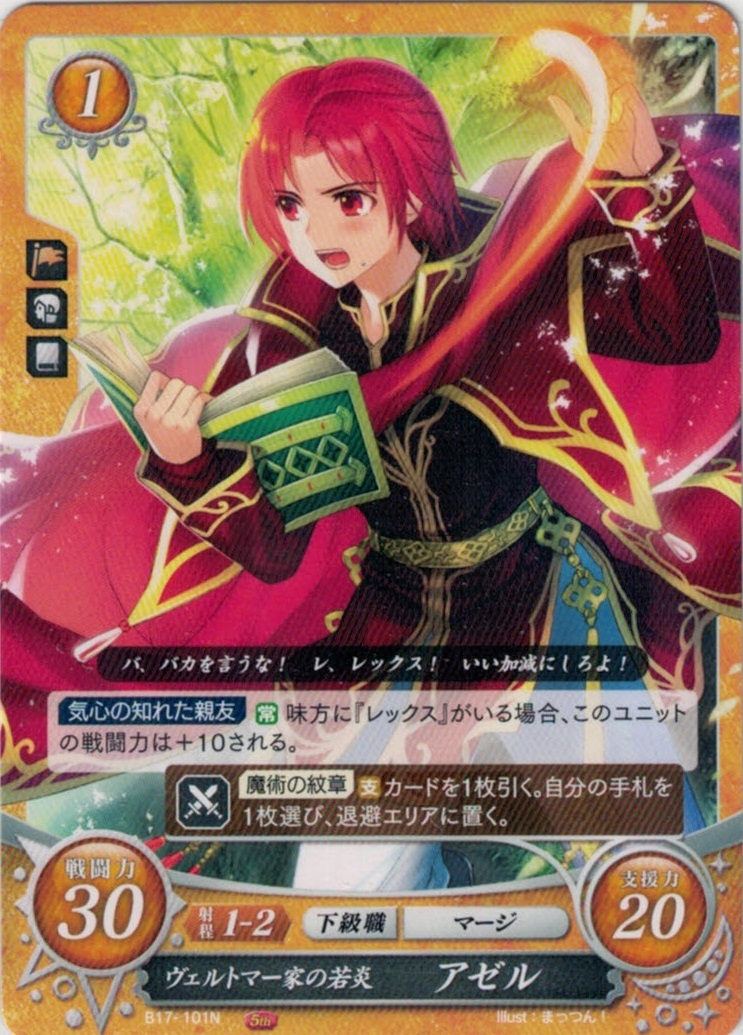 1
バ、バカを言うな！ レ、レックス！ いい加減にしろよ！
気心の知れた親友 常 味方に『レックス』がいる場合、このユニット
の戦闘力は＋10される。
魔術の紋章 支 カードを1枚引く。自分の手札を
1枚選び、退避エリアに置く。
戦闘力
30
射程 1-2 下級職 マージ
支援力
20
ヴェルトマー家の若炎 アゼル
B17-101N 5th Illust：まっつん！